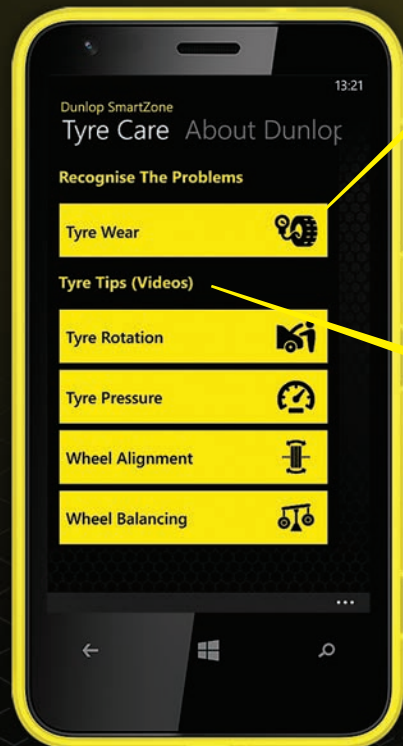 13:21
Dunlop SmartZone
Tyre Care About Dunlop
Recognise The Problems
Tyre Wear
Tyre Tips (Videos)
Tyre Rotation
Tyre Pressure
Wheel Alignment
Wheel Balancing
...